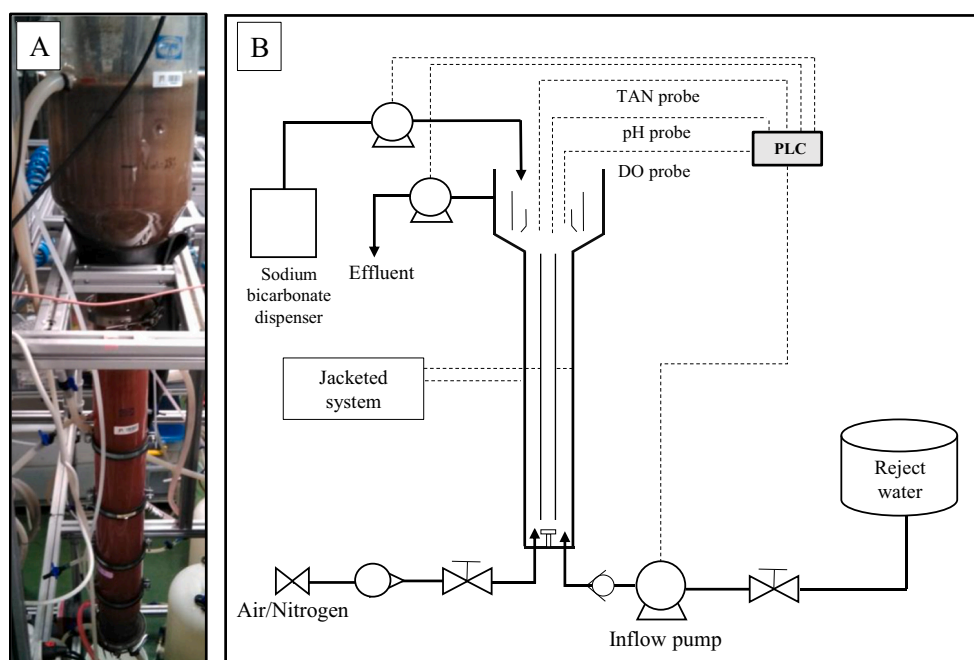 A
B
TAN probe
pH probe
PLC
DO probe
Sodium
bicarbonate
dispenser
Effluent
Jacketed
system
Reject
water
Air/Nitrogen
Inflow pump